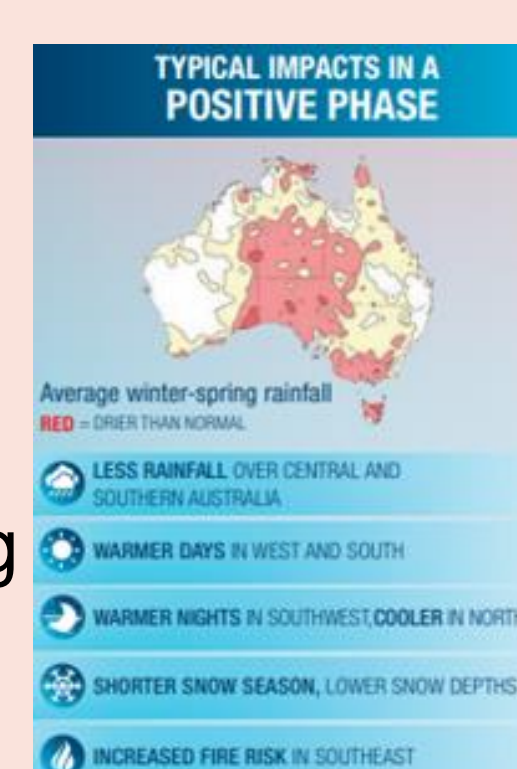 TYPICAL IMPACTS IN A
POSITIVE PHASE
Average winter-spring rainfall
RED = DRIER THAN NORMAL
LESS RAINFALL OVER CENTRAL AND
SOUTHERN AUSTRALIA
g
WARMER DAYS IN WEST AND SOUTH
WARMER NIGHTS IN SOUTHWEST, COOLER IN NORTH
SHORTER SNOW SEASON, LOWER SNOW DEPTHS
INCREASED FIRE RISK IN SOUTHEAST